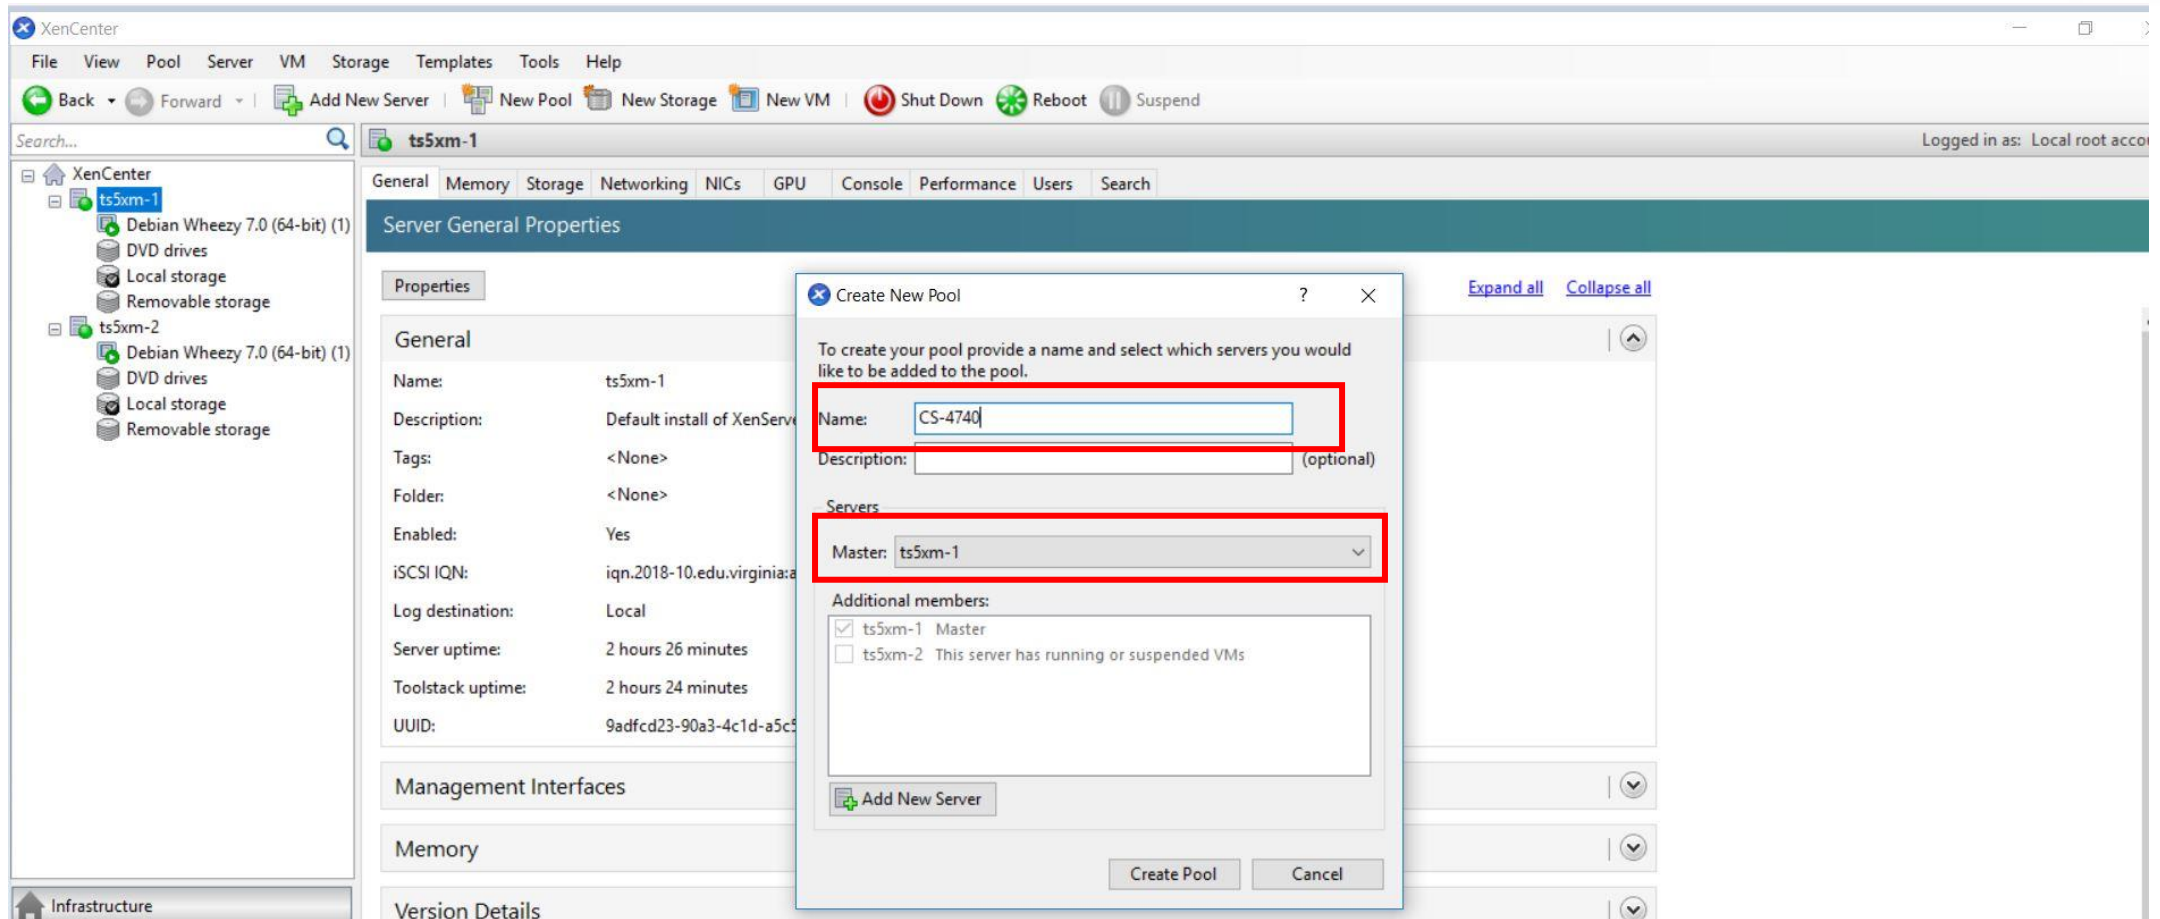 XenCenter
File View Pool Server VM Storage Templates Tools Help
Back Forward Add New Server New Pool New Storage New VM Shut Down Reboot Suspend
Search...
ts5xm-1
Logged in as: Local root acco
XenCenter
ts5xm-1
Debian Wheezy 7.0 (64-bit) (1)
DVD drives
Local storage
Removable storage
ts5xm-2
Debian Wheezy 7.0 (64-bit) (1)
DVD drives
Local storage
Removable storage
Infrastructure
General Memory Storage Networking NICs GPU Console Performance Users Search
Server General Properties
Properties
Expand all Collapse all
General
Name: ts5xm-1
Description: Default install of XenServe
Tags: <None>
Folder: <None>
Enabled: Yes
iSCSI IQN: iqn.2018-10.edu.virginia:a
Log destination: Local
Server uptime: 2 hours 26 minutes
Toolstack uptime: 2 hours 24 minutes
UUID: 9adfcd23-90a3-4c1d-a5c5
Management Interfaces
Memory
Version Details
Create New Pool ?
To create your pool provide a name and select which servers you would
like to be added to the pool.
Name: CS-4740
Description: (optional)
Servers
Master: ts5xm-1
Additional members:
ts5xm-1 Master
ts5xm-2 This server has running or suspended VMs
Add New Server
Create Pool Cancel